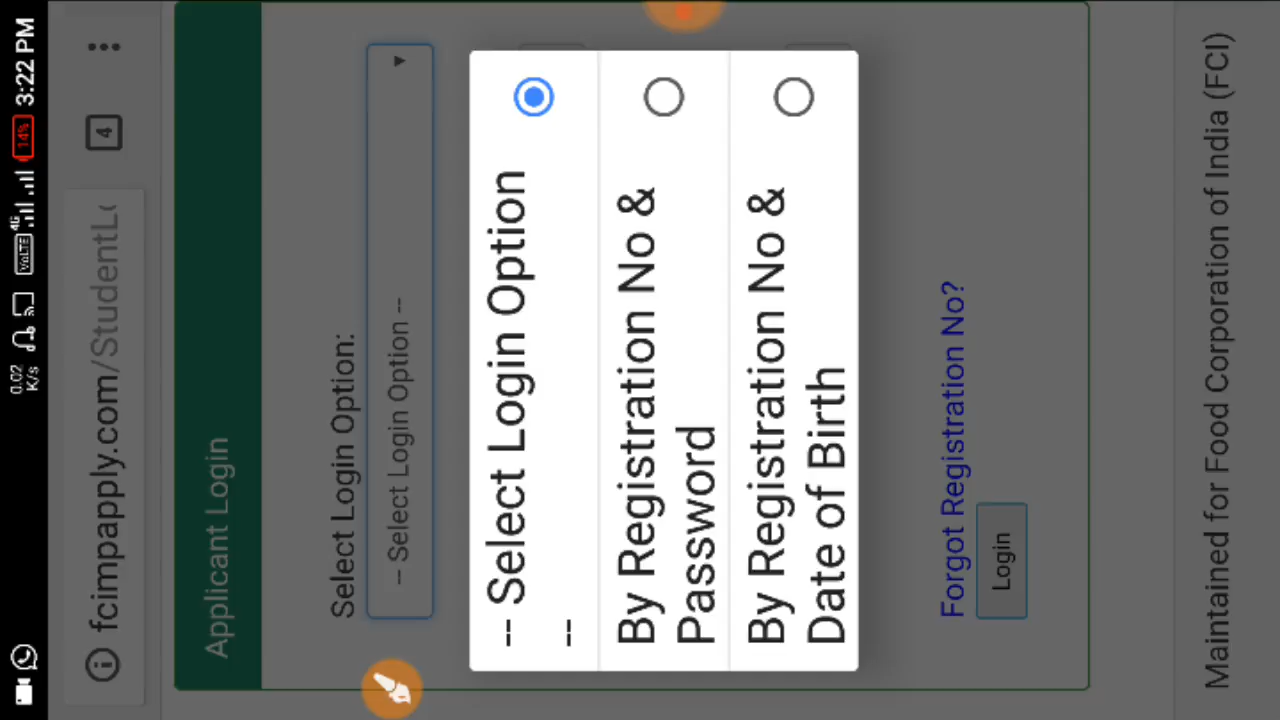 0.02
K/s
VoLTE
4G
14%
3:22 PM
fcimpapply.com/StudentL
4
Applicant Login
Select Login Option:
-- Select Login Option --
-- Select Login Option
--
By Registration No &
Password
By Registration No &
Date of Birth
Forgot Registration No?
Login
Maintained for Food Corporation of India (FCI)